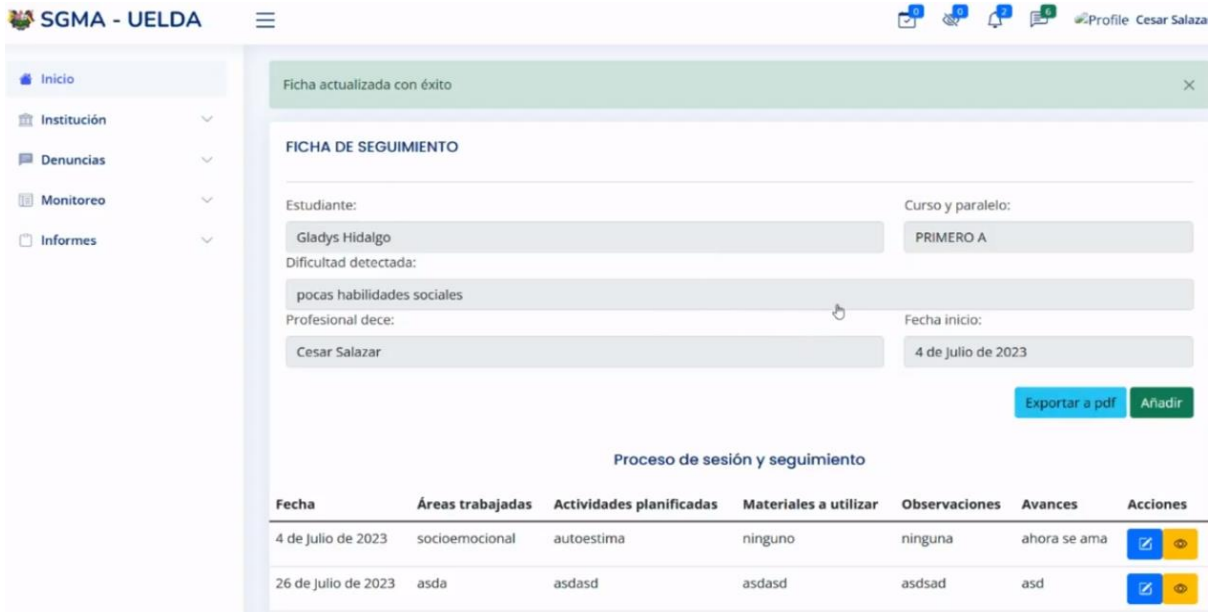 SGMA - UELDA
0 0 2 6 Profile Cesar Salaza
Inicio
Institución
Denuncias
Monitoreo
Informes
Ficha actualizada con éxito
FICHA DE SEGUIMIENTO
Estudiante: Curso y paralelo:
Gladys Hidalgo PRIMERO A
Dificultad detectada:
pocas habilidades sociales
Profesional dece: Fecha inicio:
Cesar Salazar 4 de Julio de 2023
Exportar a pdf Añadir
Proceso de sesión y seguimiento
Fecha Áreas trabajadas Actividades planificadas Materiales a utilizar Observaciones Avances Acciones
4 de Julio de 2023 socioemocional autoestima ninguno ninguna ahora se ama
26 de Julio de 2023 asda asdasd asdasd asdsad asd